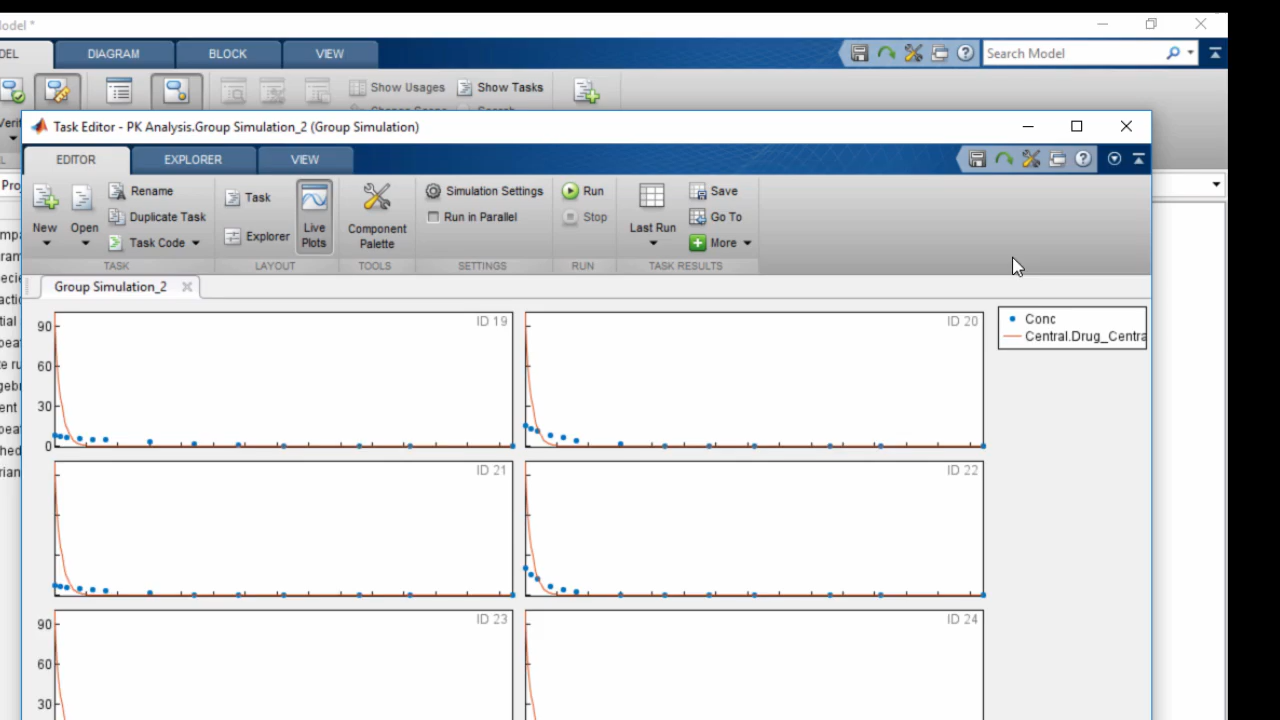 odel *
DEL DIAGRAM BLOCK VIEW
Search Model
Show Usages Show Tasks
Verif
Task Editor - PK Analysis.Group Simulation_2 (Group Simulation)
EDITOR EXPLORER VIEW
New
Open
Rename
Duplicate Task
Task Code
TASK
Task
Explorer
Live
Plots
LAYOUT
Component
Palette
TOOLS
Simulation Settings
Run in Parallel
SETTINGS
Run
Stop
RUN
Last Run
Save
Go To
More
TASK RESULTS
Group Simulation_2
90
60
30
0
ID 19
ID 20
Conc
Central.Drug_Centra
ID 21
ID 22
90
60
30
ID 23
ID 24